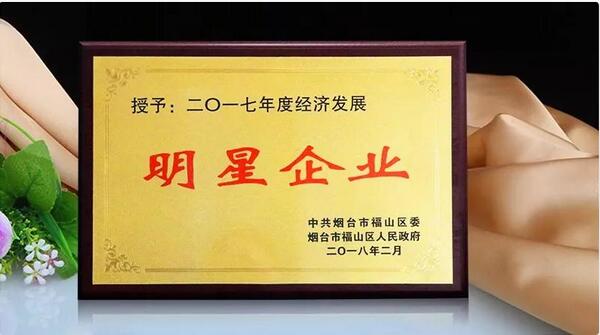 授予：二〇一七年度经济发展
明星企业
中共烟台市福山区委
烟台市福山区人民政府
二〇一八年二月